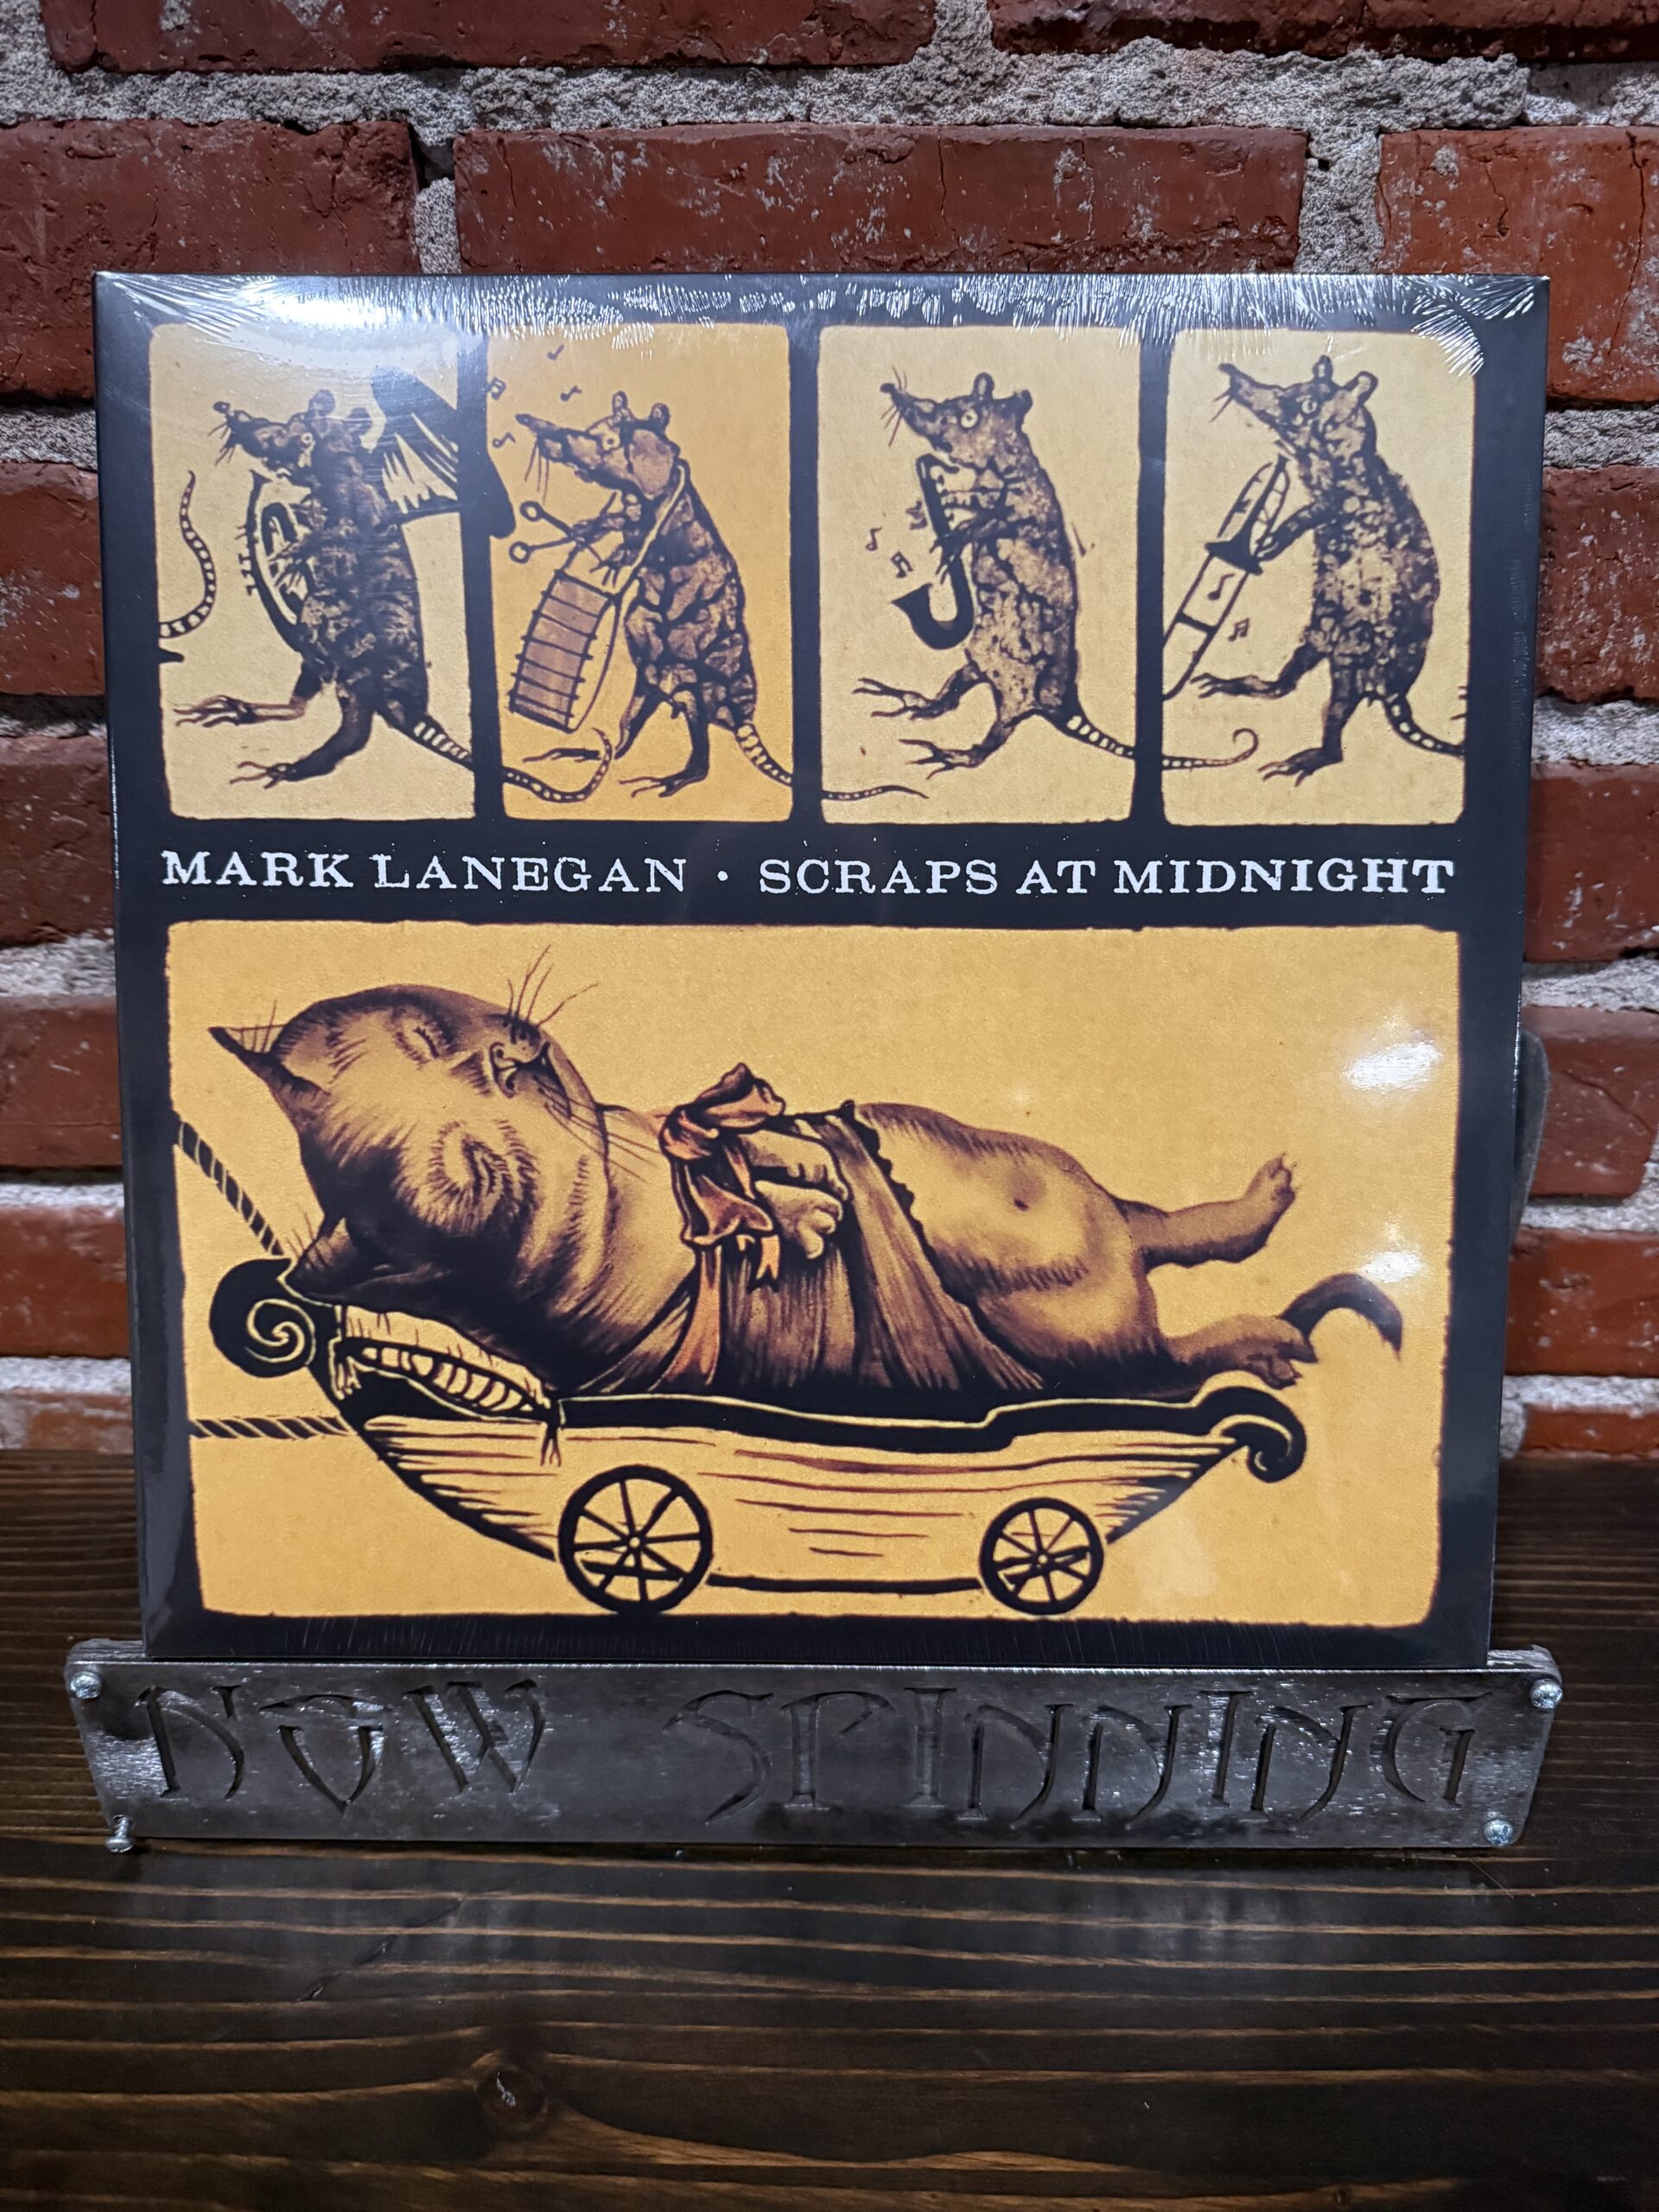 MARK LANEGAN • SCRAPS AT MIDNIGHT
NOW SPINNING